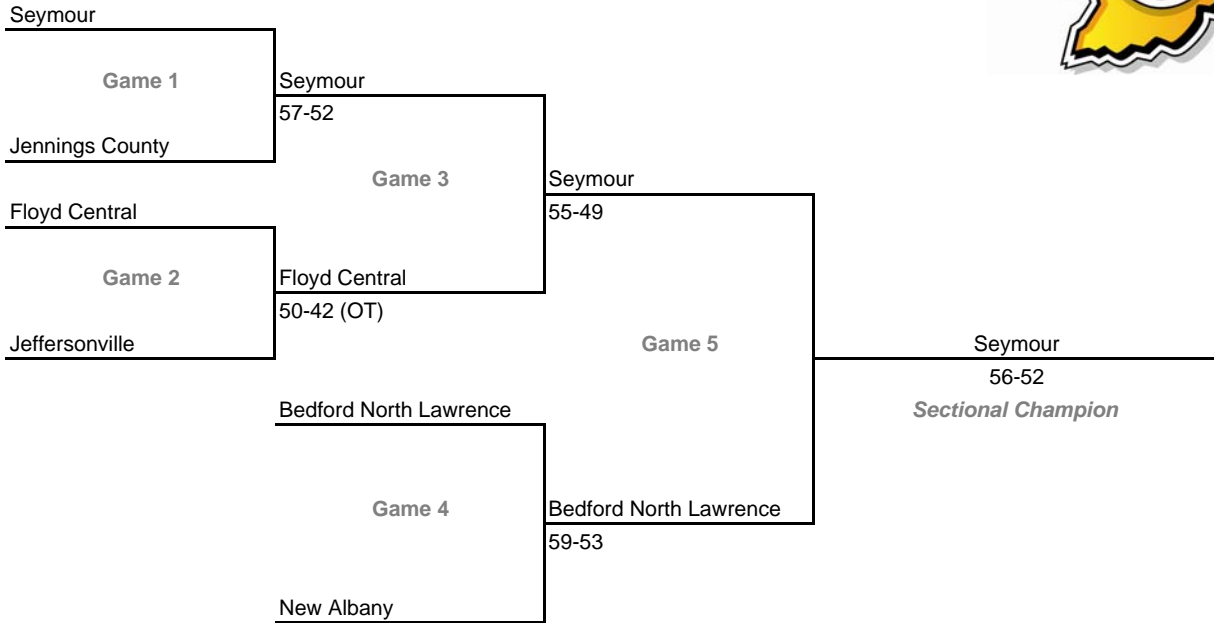 Seymour
Game 1
Seymour
57-52
Jennings County
Game 3
Seymour
Floyd Central
55-49
Game 2
Floyd Central
50-42 (OT)
Jeffersonville
Game 5
Seymour
56-52
Bedford North Lawrence
Sectional Champion
Game 4
Bedford North Lawrence
59-53
New Albany